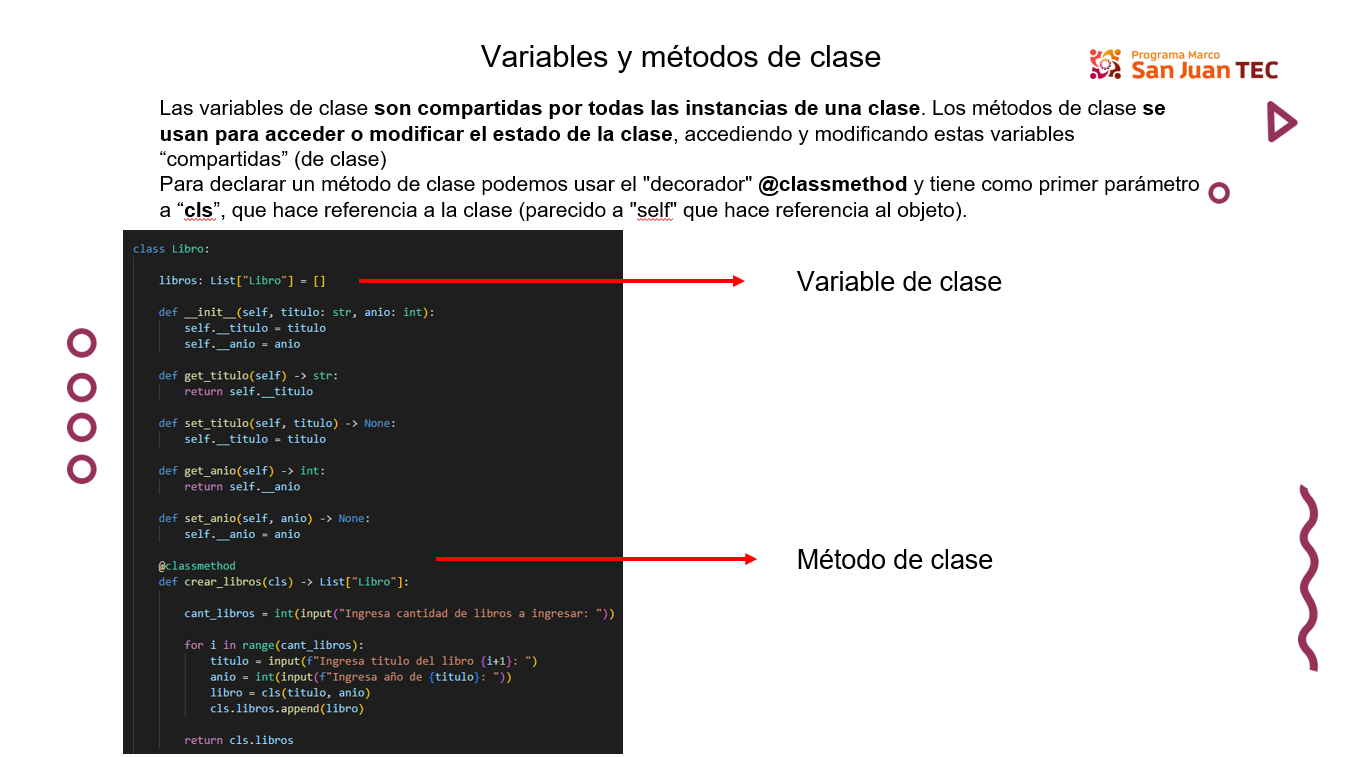 Variables y métodos de clase
Programa Marco
San Juan TEC
Las variables de clase son compartidas por todas las instancias de una clase. Los métodos de clase se
usan para acceder o modificar el estado de la clase, accediendo y modificando estas variables
“compartidas” (de clase)
Para declarar un método de clase podemos usar el "decorador" @classmethod y tiene como primer parámetro
a “cls”, que hace referencia a la clase (parecido a "self" que hace referencia al objeto).
class Libro:
    libros: List["Libro"] = []
Variable de clase
    def __init__(self, titulo: str, anio: int):
        self.__titulo = titulo
        self.__anio = anio
    def get_titulo(self) -> str:
        return self.__titulo
    def set_titulo(self, titulo) -> None:
        self.__titulo = titulo
    def get_anio(self) -> int:
        return self.__anio
    def set_anio(self, anio) -> None:
        self.__anio = anio
Método de clase
    @classmethod
    def crear_libros(cls) -> List["Libro"]:
        cant_libros = int(input("Ingresa cantidad de libros a ingresar: "))
        for i in range(cant_libros):
            titulo = input(f"Ingresa titulo del libro {i+1}: ")
            anio = int(input(f"Ingresa año de {titulo}: "))
            libro = cls(titulo, anio)
            cls.libros.append(libro)
        return cls.libros